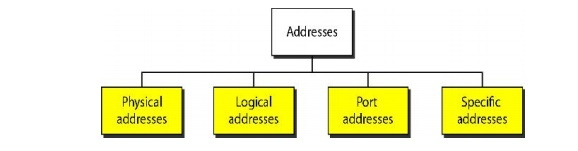 Addresses
Physical
addresses
Logical
addresses
Port
addresses
Specific
addresses